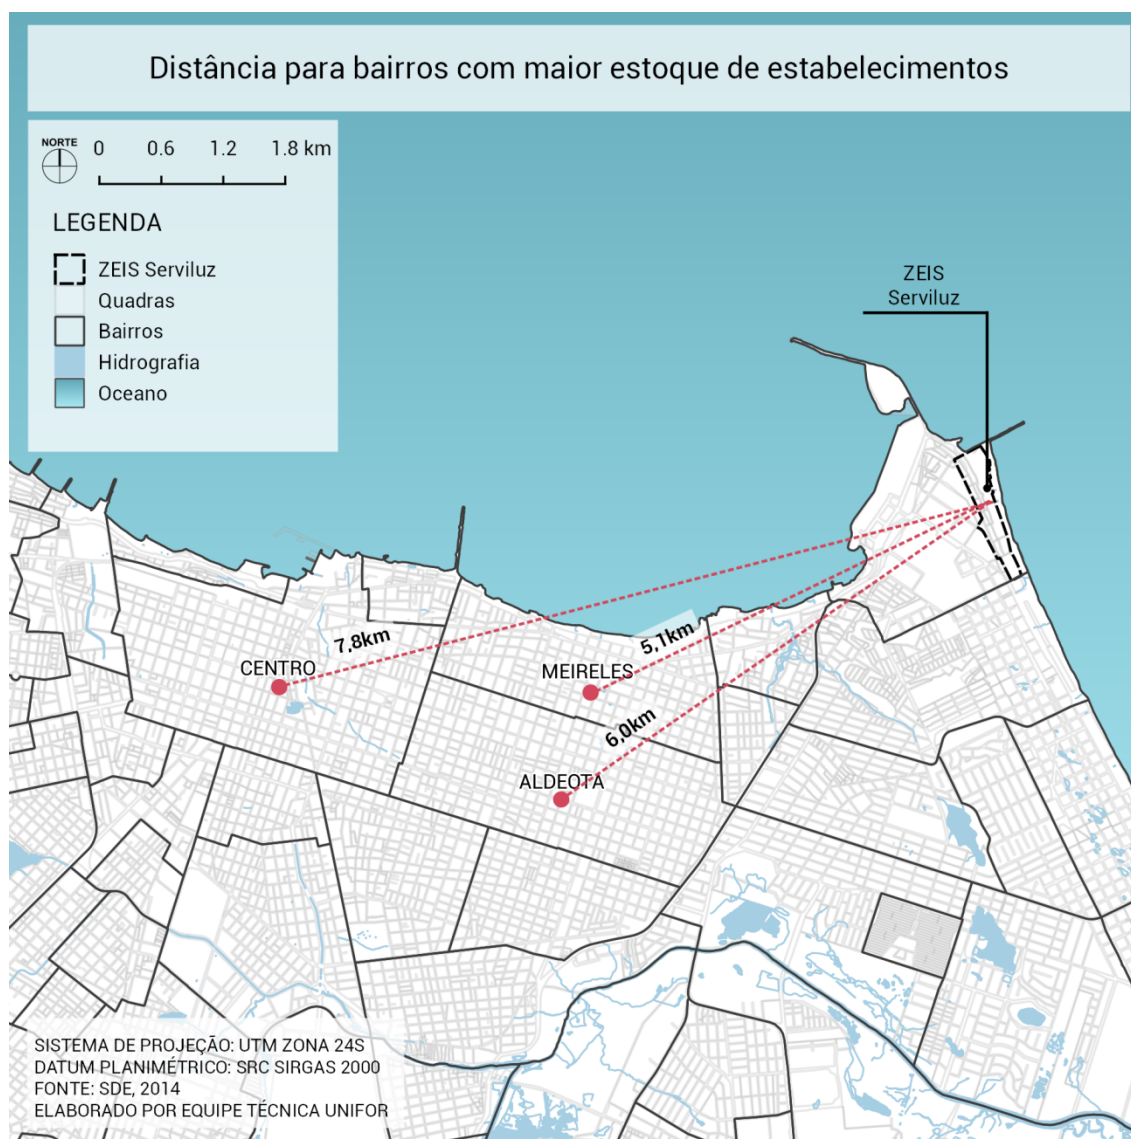 Distância para bairros com maior estoque de estabelecimentos
NORTE
0 0.6 1.2 1.8 km
LEGENDA
ZEIS Serviluz
Quadras
Bairros
Hidrografia
Oceano
ZEIS
Serviluz
7,8km
5,1km
CENTRO
MEIRELES
6,0km
ALDEOTA
SISTEMA DE PROJEÇÃO: UTM ZONA 24S
DATUM PLANIMÉTRICO: SRC SIRGAS 2000
FONTE: SDE, 2014
ELABORADO POR EQUIPE TÉCNICA UNIFOR